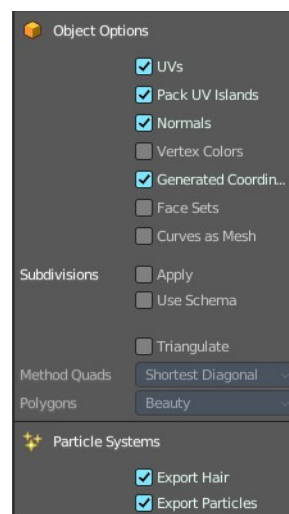 Object Options
UVs
Pack UV Islands
Normals
Vertex Colors
Generated Coordin...
Face Sets
Curves as Mesh
Subdivisions Apply
Use Schema
Triangulate
Method Quads Shortest Diagonal
Polygons Beauty
Particle Systems
Export Hair
Export Particles